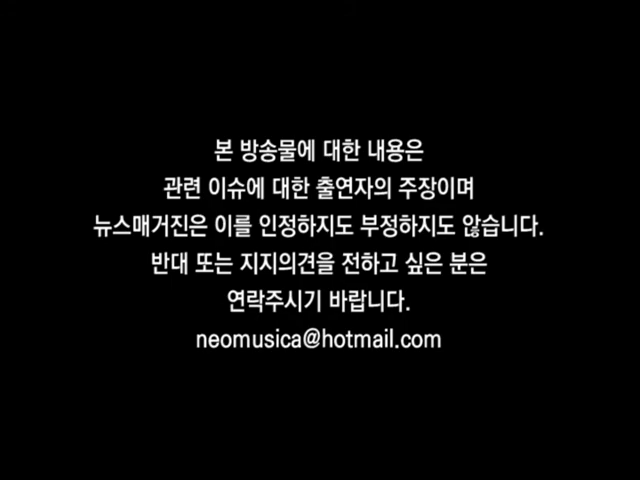 본 방송물에 대한 내용은
관련 이슈에 대한 출연자의 주장이며
뉴스매거진은 이를 인정하지도 부정하지도 않습니다.
반대 또는 지지의견을 전하고 싶은 분은
연락주시기 바랍니다.
neomusica@hotmail.com